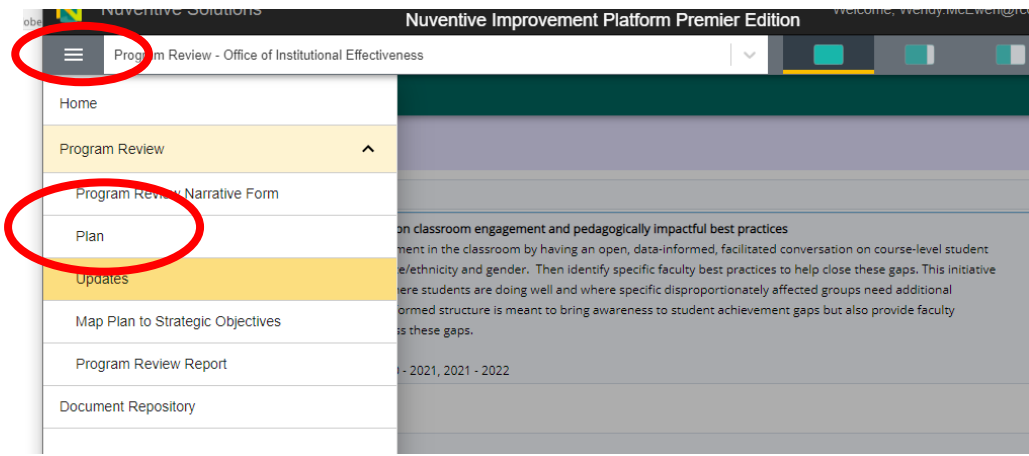 obe
Nuventive Solutions
Nuventive Improvement Platform Premier Edition
Welcome, Wendy.McEwen@
Program Review - Office of Institutional Effectiveness
Home
Program Review
Program Review Narrative Form
Plan
on classroom engagement and pedagogically impactful best practices
ment in the classroom by having an open, data-informed, facilitated conversation on course-level student
e/ethnicity and gender. Then identify specific faculty best practices to help close these gaps. This initiative
Updates
here students are doing well and where specific disproportionately affected groups need additional
ormed structure is meant to bring awareness to student achievement gaps but also provide faculty
Map Plan to Strategic Objectives
ss these gaps.
Program Review Report
- 2021, 2021 - 2022
Document Repository